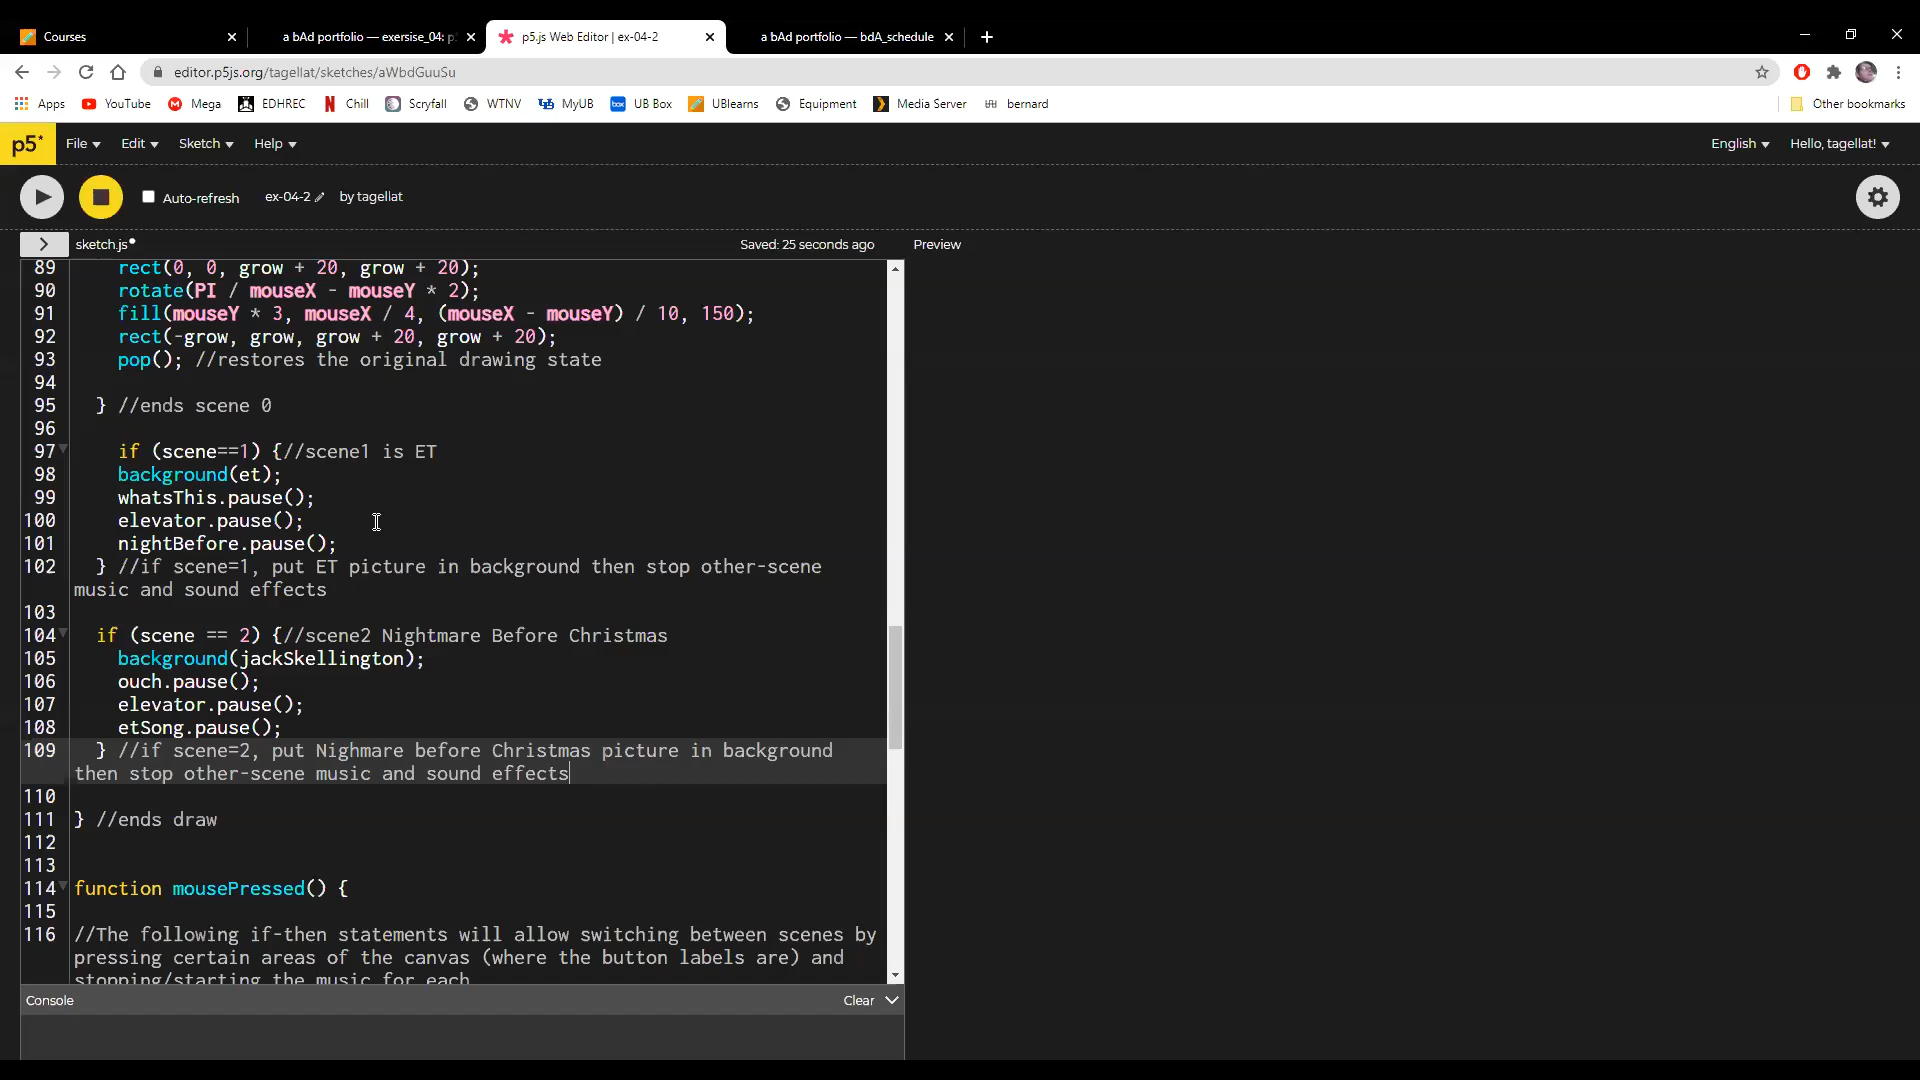 Courses
a bAd portfolio — exersise_04: p5
p5.js Web Editor | ex-04-2
a bAd portfolio — bdA_schedule
editor.p5js.org/tagellat/sketches/aWbdGuuSu
Apps YouTube Mega EDHREC Chill Scryfall WTNV MyUB UB Box UBlearns Equipment Media Server bernard Other bookmarks
p5* File Edit Sketch Help English Hello, tagellat!
Auto-refresh ex-04-2 by tagellat
sketch.js Saved: 25 seconds ago Preview
89 rect(0, 0, grow + 20, grow + 20);
90 rotate(PI / mouseX - mouseY * 2);
91 fill(mouseY * 3, mouseX / 4, (mouseX - mouseY) / 10, 150);
92 rect(-grow, grow, grow + 20, grow + 20);
93 pop(); //restores the original drawing state
94
95 } //ends scene 0
96
97 if (scene==1) {//scene1 is ET
98 background(et);
99 whatsThis.pause();
100 elevator.pause();
101 nightBefore.pause();
102 } //if scene=1, put ET picture in background then stop other-scene
music and sound effects
103
104 if (scene == 2) {//scene2 Nightmare Before Christmas
105 background(jackSkellington);
106 ouch.pause();
107 elevator.pause();
108 etSong.pause();
109 } //if scene=2, put Nighmare before Christmas picture in background
then stop other-scene music and sound effects
110
111 } //ends draw
112
113
114 function mousePressed() {
115
116 //The following if-then statements will allow switching between scenes by
pressing certain areas of the canvas (where the button labels are) and
stopping/starting the music for each
Console Clear